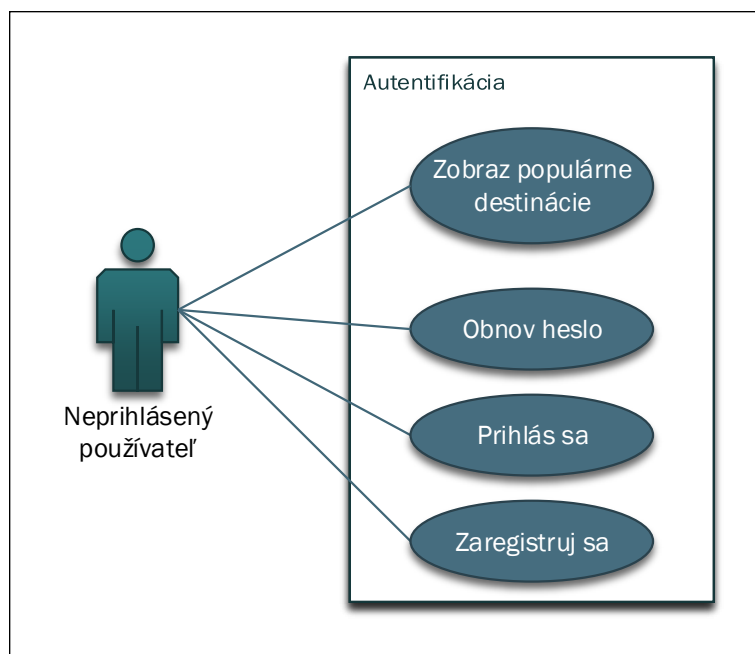 Autentifikácia
Zobraz populárne
destinácie
Obnov heslo
Prihlás sa
Zaregistruj sa
Neprihlásený
používateľ